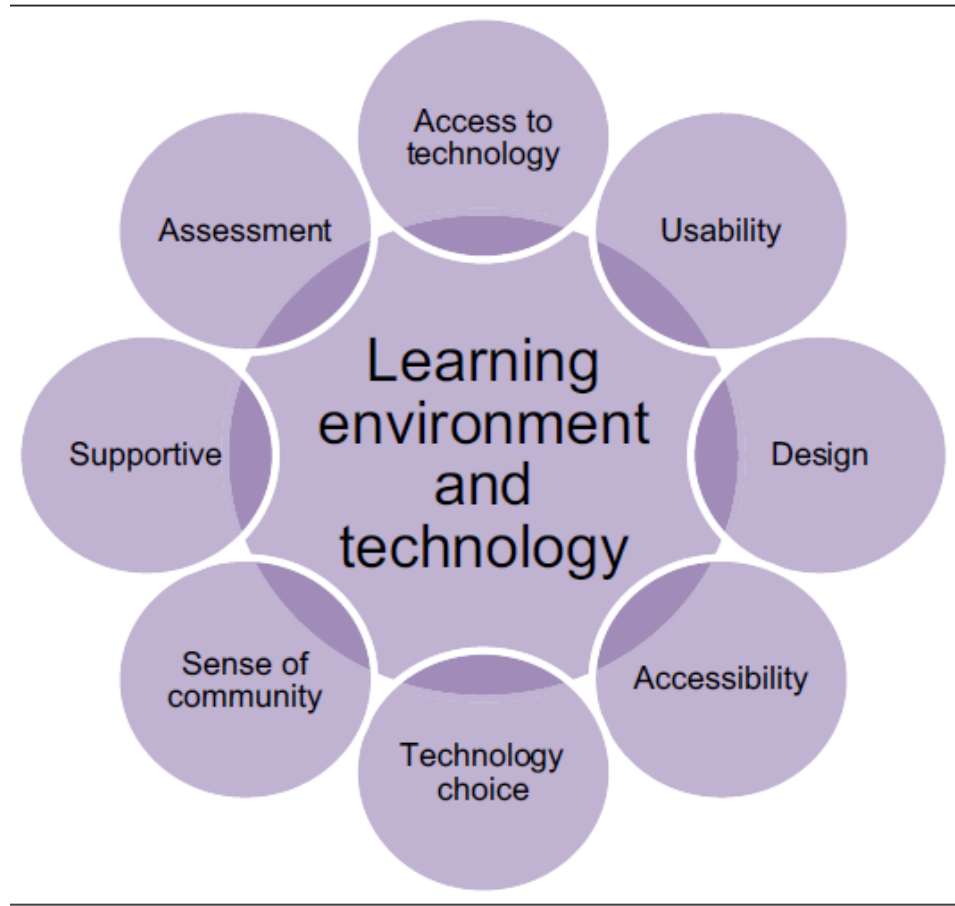 Access to
technology
Usability
Design
Accessibility
Technology
choice
Sense of
community
Supportive
Assessment
Learning
environment
and
technology